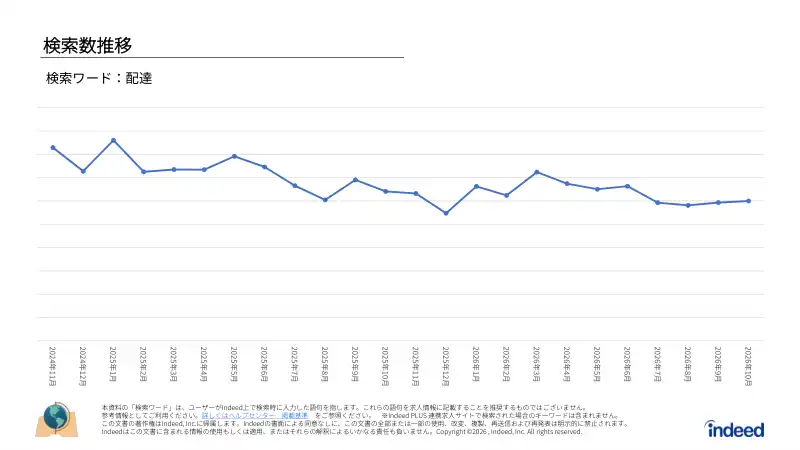 検索数推移
検索ワード：配達
2024年11月
2024年12月
2025年1月
2025年2月
2025年3月
2025年4月
2025年5月
2025年6月
2025年7月
2025年8月
2025年9月
2025年10月
2025年11月
2025年12月
2026年1月
2026年2月
2026年3月
2026年4月
2026年5月
2026年6月
2026年7月
2026年8月
2026年9月
2026年10月
本資料の「検索ワード」は、ユーザーがIndeed上で検索時に入力した語句を指します。これらの語句を求人情報に記載することを推奨するものではございません。
参考情報としてご利用ください。詳しくはヘルプセンター　掲載基準　をご参照ください。　※Indeed PLUS 連携求人サイトで検索された場合のキーワードは含まれません。
この文書の著作権はIndeed, Inc.に帰属します。Indeedの書面による同意なしに、この文書の全部または一部の使用、改変、複製、再送信および再発表は明示的に禁止されます。
Indeedはこの文書に含まれる情報の使用もしくは適用、またはそれらの解釈によるいかなる責任も負いません。Copyright ©2026 , Indeed, Inc. All rights reserved.
indeed